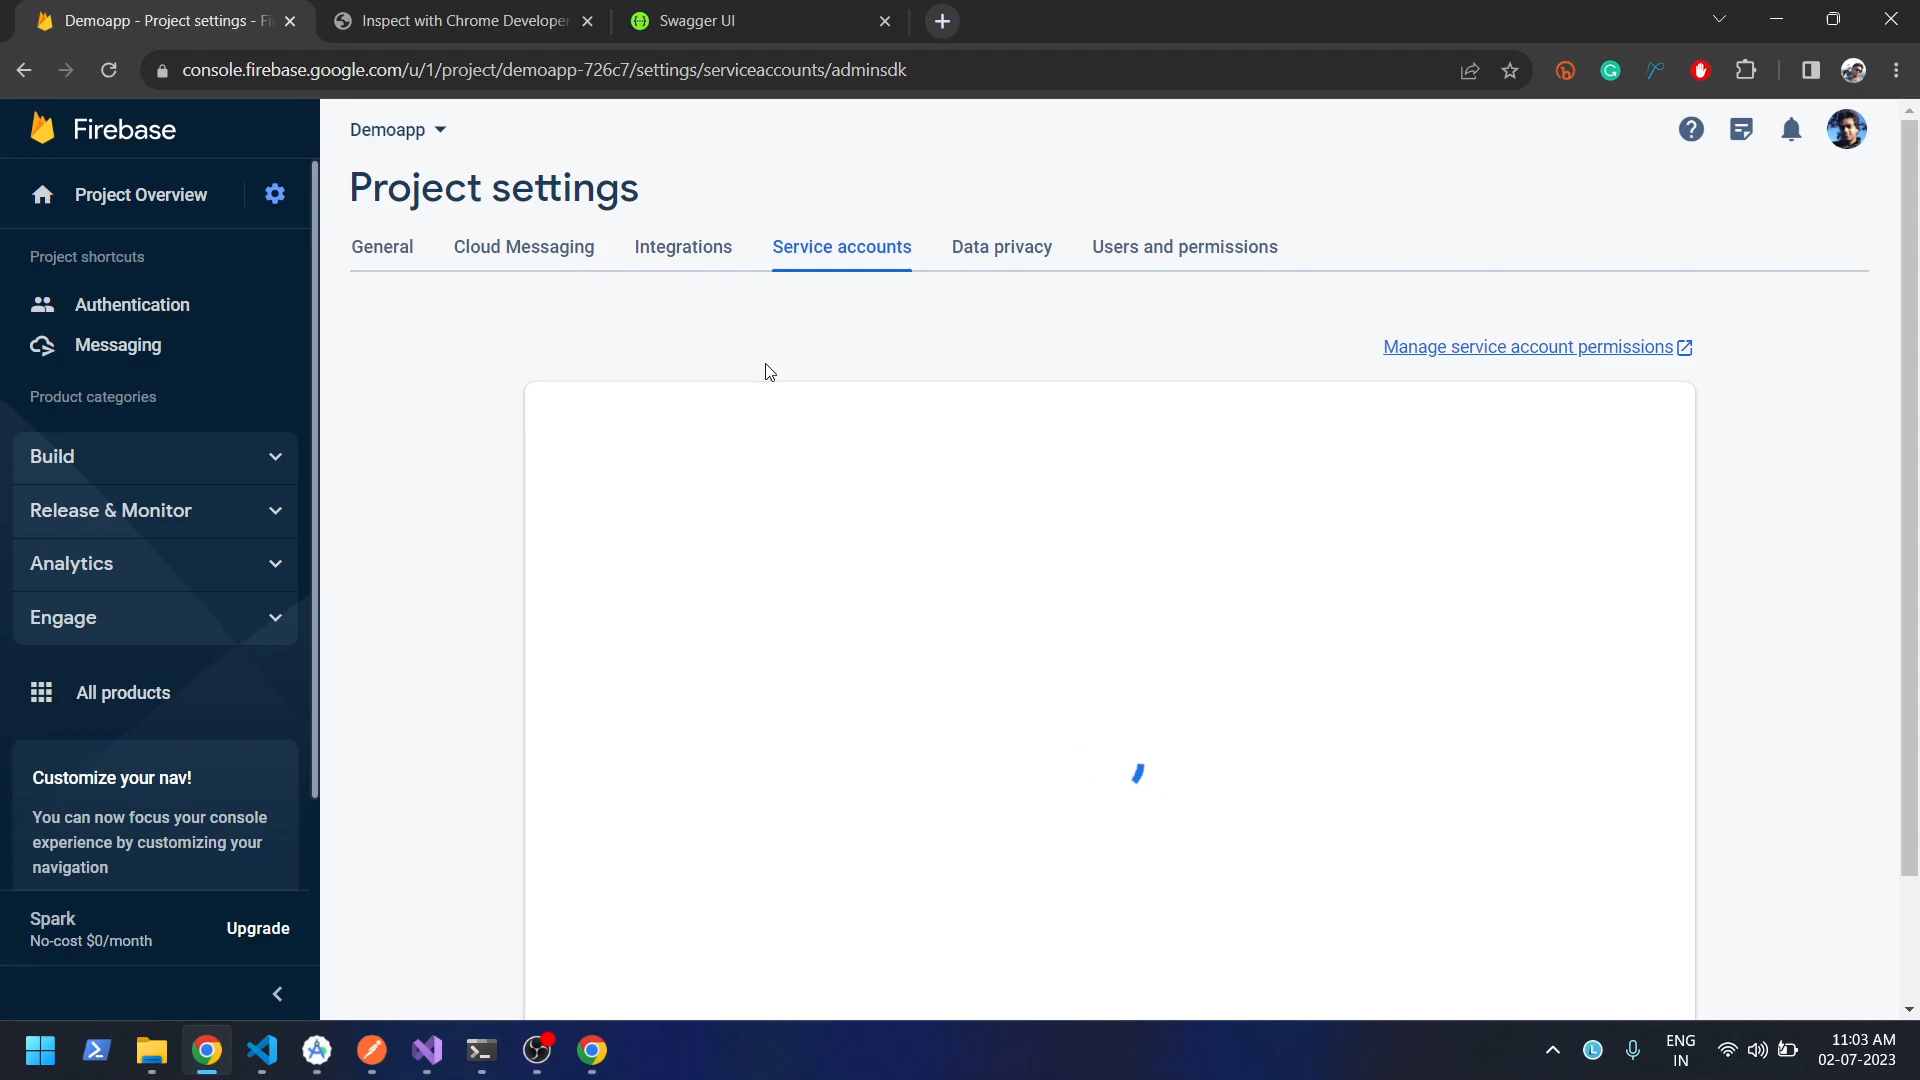 Demoapp - Project settings - Fi
Inspect with Chrome Developer
Swagger UI
console.firebase.google.com/u/1/project/demoapp-726c7/settings/serviceaccounts/adminsdk
Firebase
Demoapp
Project Overview
Project settings
General
Cloud Messaging
Integrations
Service accounts
Data privacy
Users and permissions
Project shortcuts
Authentication
Messaging
Manage service account permissions
Product categories
Build
Release & Monitor
Analytics
Engage
All products
Customize your nav!
You can now focus your console
experience by customizing your
navigation
Spark
No-cost $0/month
Upgrade
ENG
IN
11:03 AM
02-07-2023